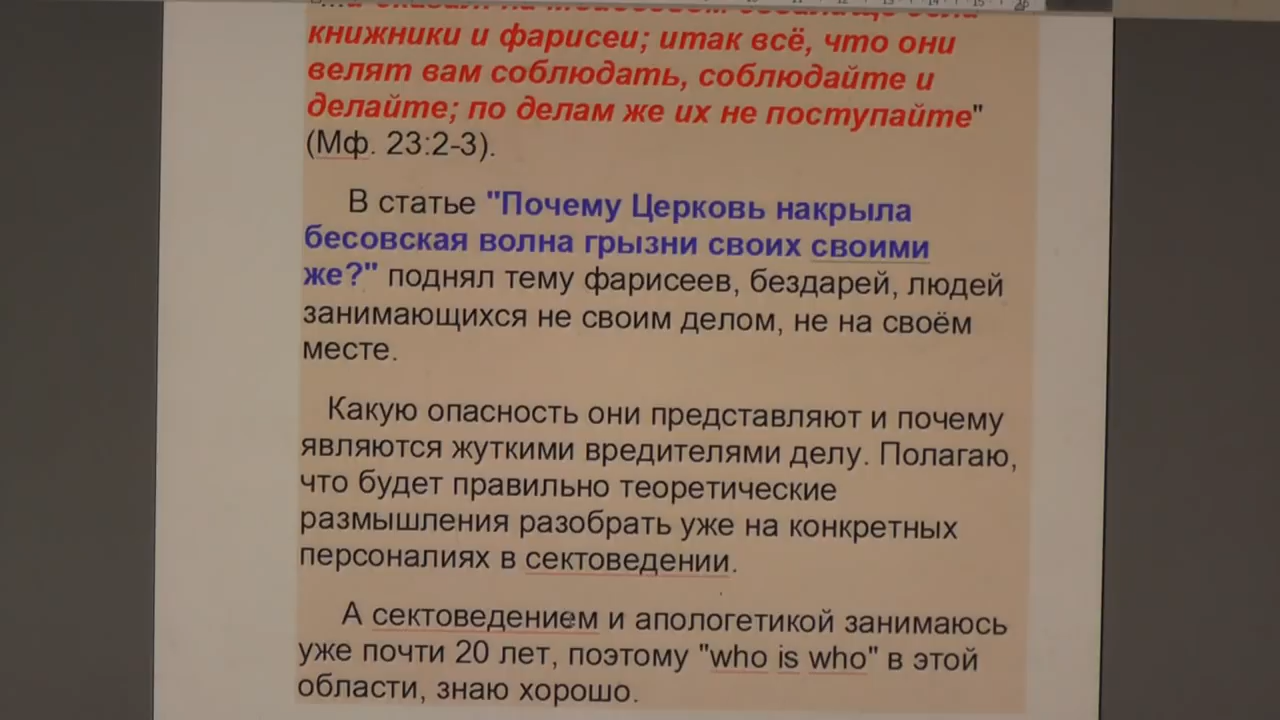 книжники и фарисеи; итак всё, что они
велят вам соблюдать, соблюдайте и
делайте; по делам же их не поступайте"
(Мф. 23:2-3).
В статье "Почему Церковь накрыла
бесовская волна грызни своих своими
же?" поднял тему фарисеев, бездарей, людей
занимающихся не своим делом, не на своём
месте.
Какую опасность они представляют и почему
являются жуткими вредителями делу. Полагаю,
что будет правильно теоретические
размышления разобрать уже на конкретных
персоналиях в сектоведении.
А сектоведением и апологетикой занимаюсь
уже почти 20 лет, поэтому "who is who" в этой
области, знаю хорошо.